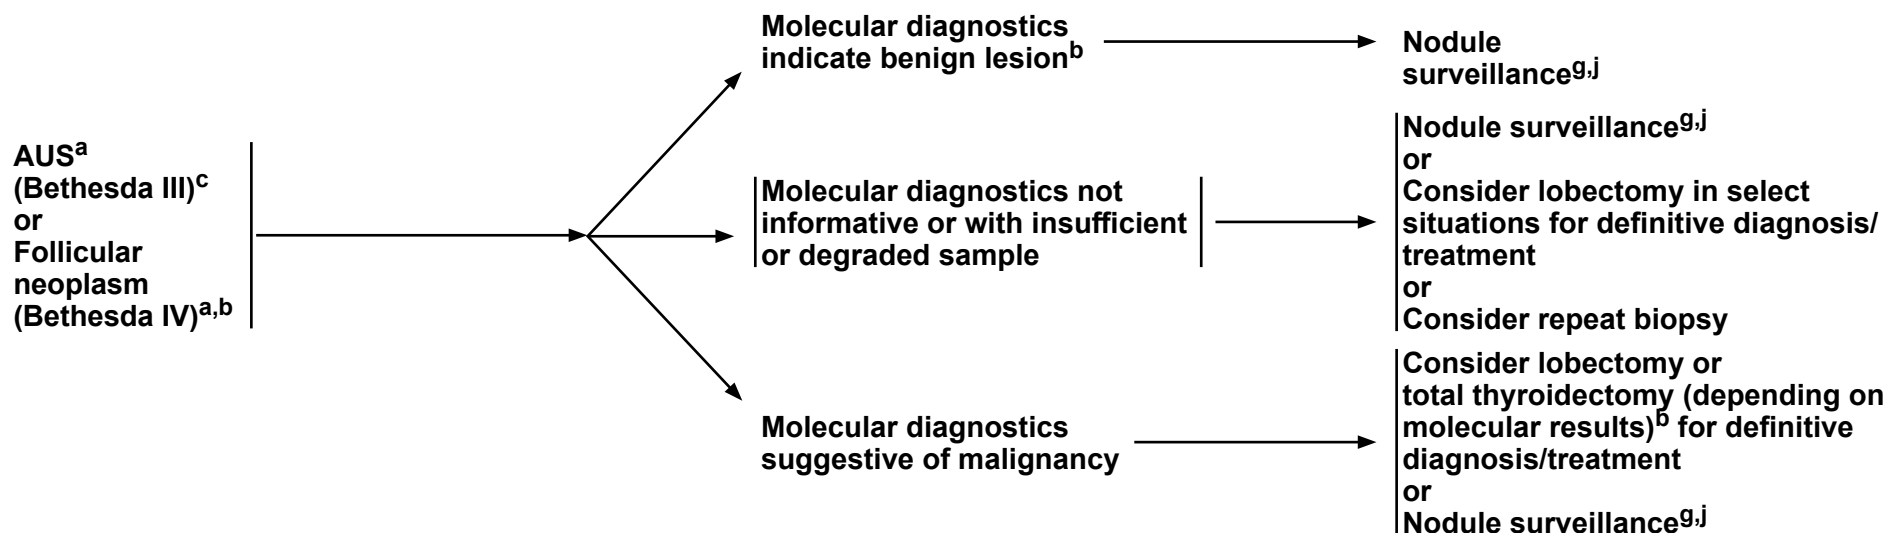 AUSᵃ
(Bethesda III)ᶜ
or
Follicular
neoplasm
(Bethesda IV)ᵃ,ᵇ
Molecular diagnostics
indicate benign lesionᵇ
Nodule
surveillanceᵍ,ʲ
Molecular diagnostics not
informative or with insufficient
or degraded sample
Nodule surveillanceᵍ,ʲ
or
Consider lobectomy in select
situations for definitive diagnosis/
treatment
or
Consider repeat biopsy
Molecular diagnostics
suggestive of malignancy
Consider lobectomy or
total thyroidectomy (depending on
molecular results)ᵇ for definitive
diagnosis/treatment
or
Nodule surveillanceᵍ,ʲ